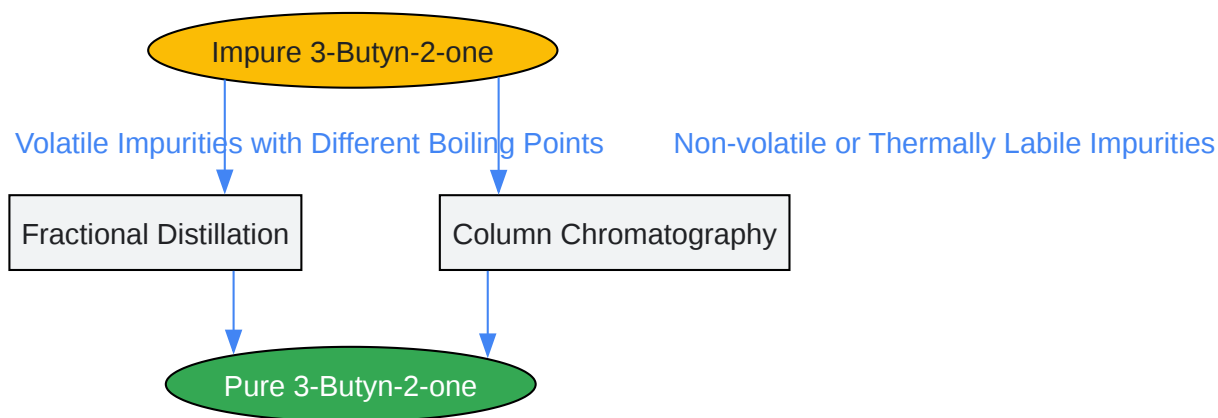 Impure 3-Butyn-2-one
Volatile Impurities with Different Boiling Points
Non-volatile or Thermally Labile Impurities
Fractional Distillation
Column Chromatography
Pure 3-Butyn-2-one